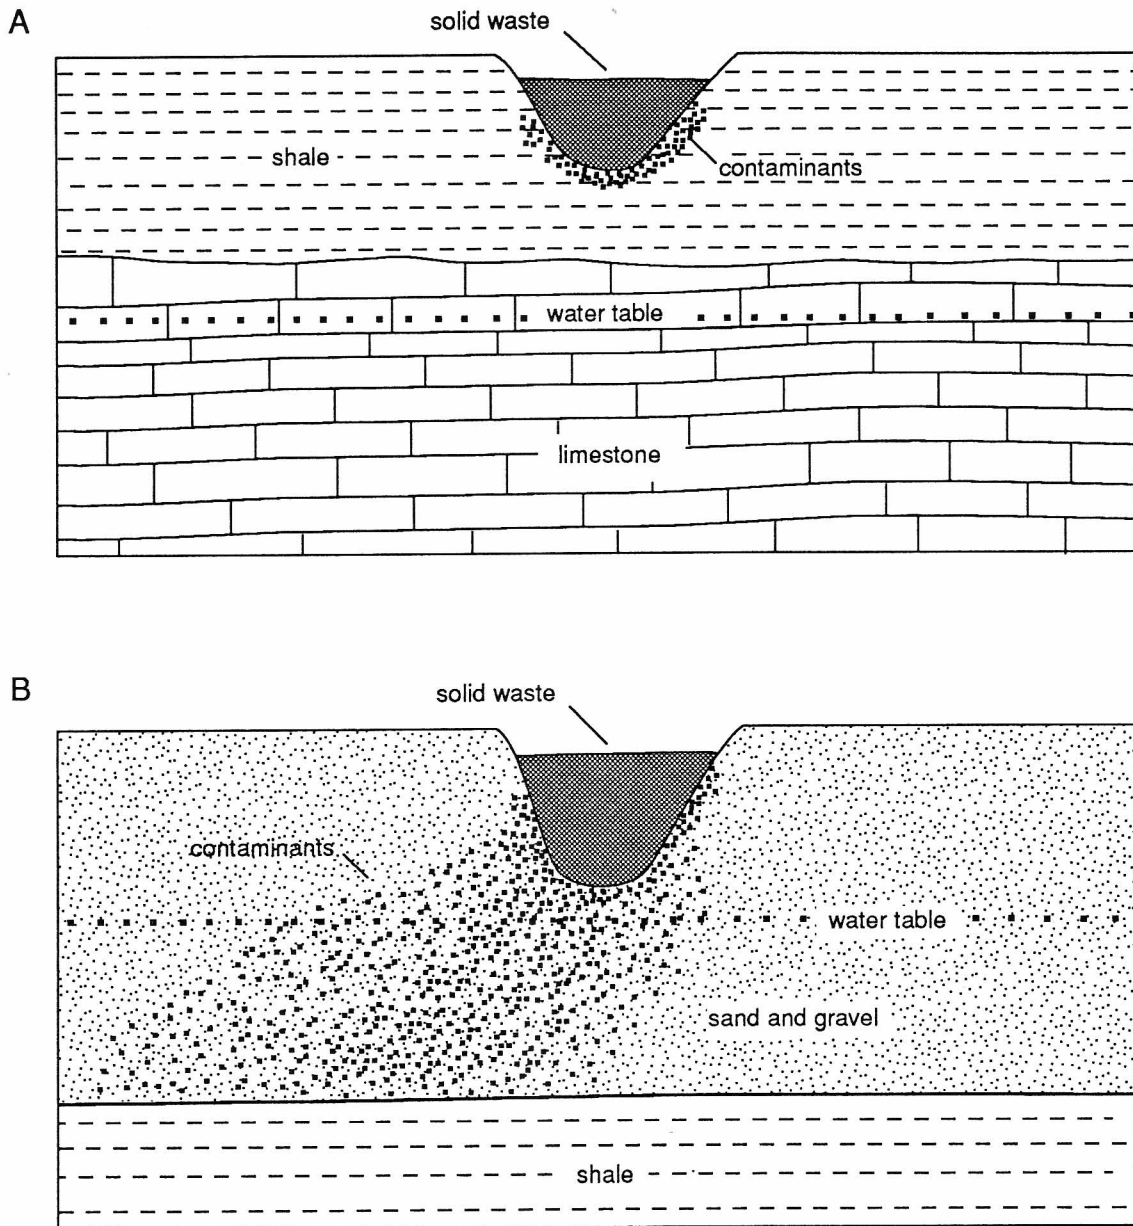 A
solid waste
shale
contaminants
water table
limestone
B
solid waste
contaminants
water table
sand and gravel
shale